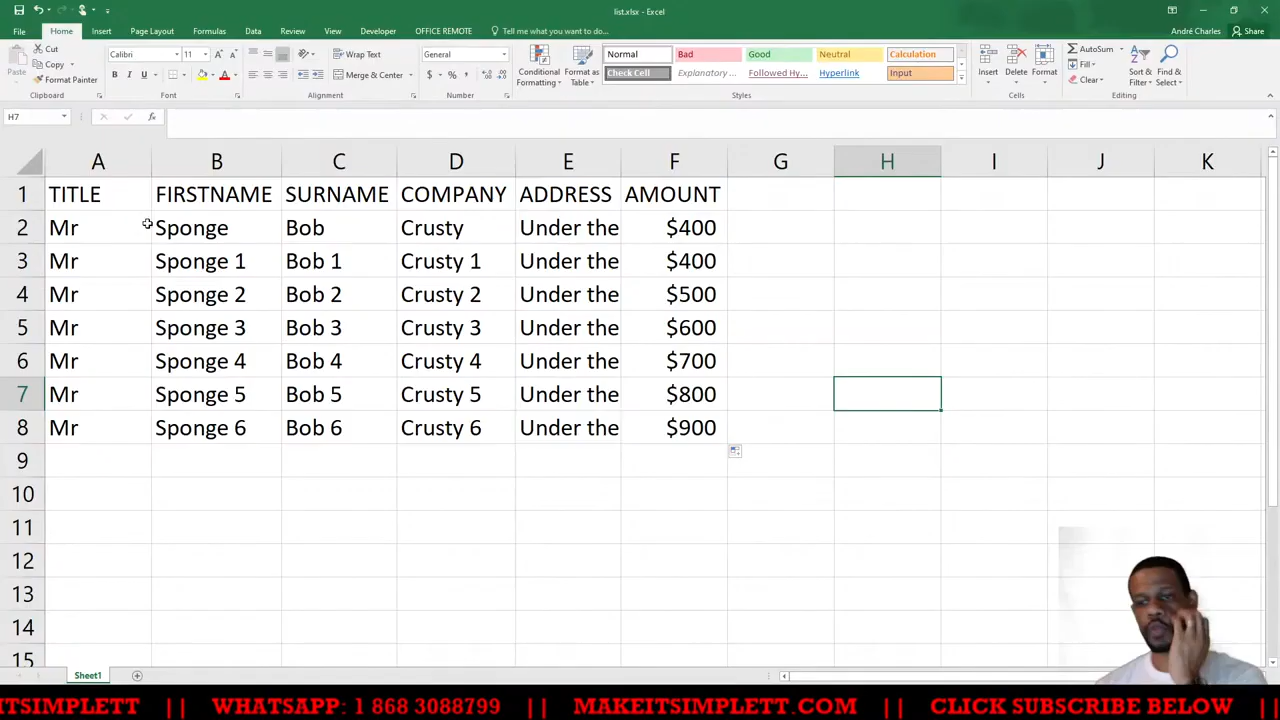 list.xlsx - Excel
André Charles
Share
File Home Insert Page Layout Formulas Data Review View Developer OFFICE REMOTE Tell me what you want to do...
Cut
Copy
Format Painter
Paste
Clipboard
Calibri 11
B I U
Font
Wrap Text
Merge & Center
Alignment
General
$ % ,
Number
Conditional Formatting
Format as Table
Normal Bad Good Neutral Calculation
Check Cell Explanatory ... Followed Hy... Hyperlink Input
Styles
Insert Delete Format
Cells
AutoSum
Fill
Clear
Sort & Filter
Find & Select
Editing
H7
fx
A B C D E F G H I J K
1 TITLE FIRSTNAME SURNAME COMPANY ADDRESS AMOUNT
2 Mr Sponge Bob Crusty Under the $400
3 Mr Sponge 1 Bob 1 Crusty 1 Under the $400
4 Mr Sponge 2 Bob 2 Crusty 2 Under the $500
5 Mr Sponge 3 Bob 3 Crusty 3 Under the $600
6 Mr Sponge 4 Bob 4 Crusty 4 Under the $700
7 Mr Sponge 5 Bob 5 Crusty 5 Under the $800
8 Mr Sponge 6 Bob 6 Crusty 6 Under the $900
9
10
11
12
13
14
15
Sheet1
ITSIMPLETT || WHATSAPP: 1 868 3088799 || MAKEITSIMPLETT.COM || CLICK SUBSCRIBE BELOW